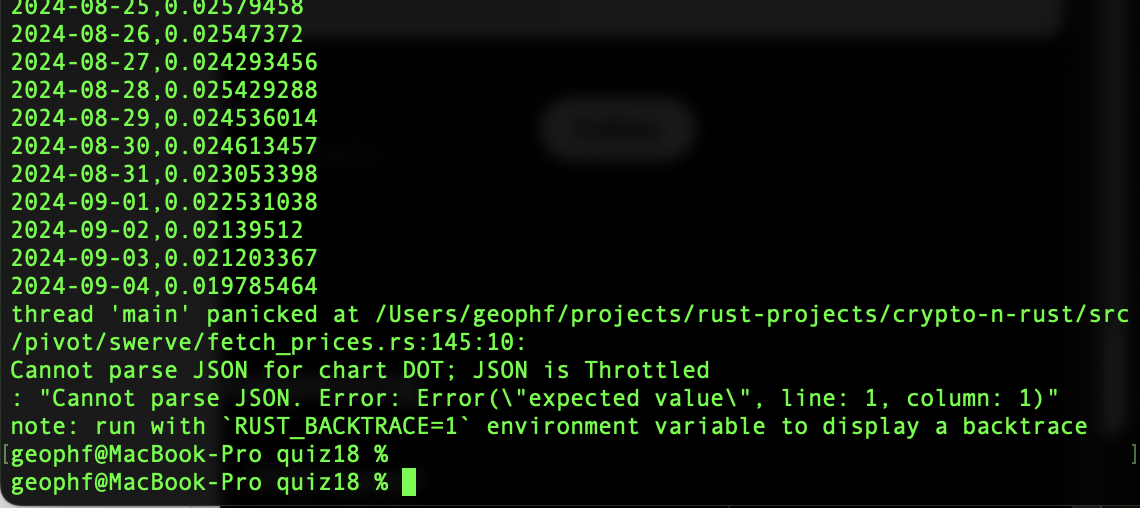 2024-08-25,0.02579458
2024-08-26,0.02547372
2024-08-27,0.024293456
2024-08-28,0.025429288
2024-08-29,0.024536014
2024-08-30,0.024613457
2024-08-31,0.023053398
2024-09-01,0.022531038
2024-09-02,0.02139512
2024-09-03,0.021203367
2024-09-04,0.019785464
thread 'main' panicked at /Users/geophf/projects/rust-projects/crypto-n-rust/src
/pivot/swerve/fetch_prices.rs:145:10:
Cannot parse JSON for chart DOT; JSON is Throttled
: "Cannot parse JSON. Error: Error(\"expected value\", line: 1, column: 1)"
note: run with `RUST_BACKTRACE=1` environment variable to display a backtrace
[geophf@MacBook-Pro quiz18 % ]
geophf@MacBook-Pro quiz18 %